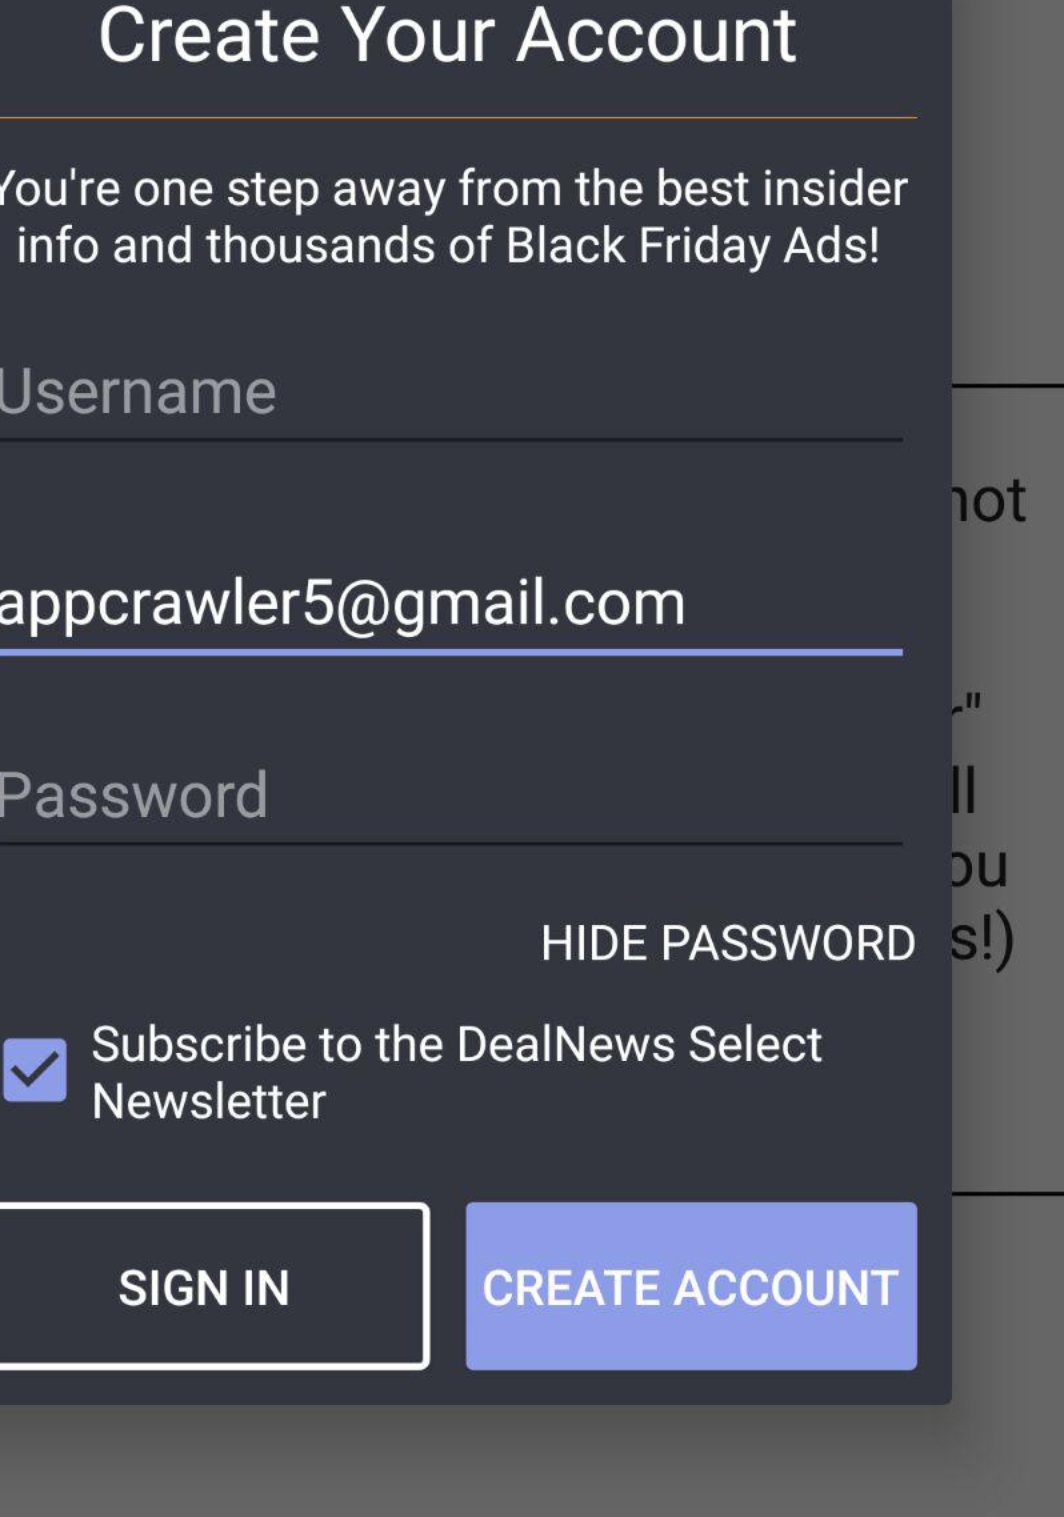 Create Your Account
You're one step away from the best insider
info and thousands of Black Friday Ads!
Username
not
appcrawler5@gmail.com
r"
Password
ll
ou
HIDE PASSWORD
s!)
Subscribe to the DealNews Select
Newsletter
SIGN IN
CREATE ACCOUNT